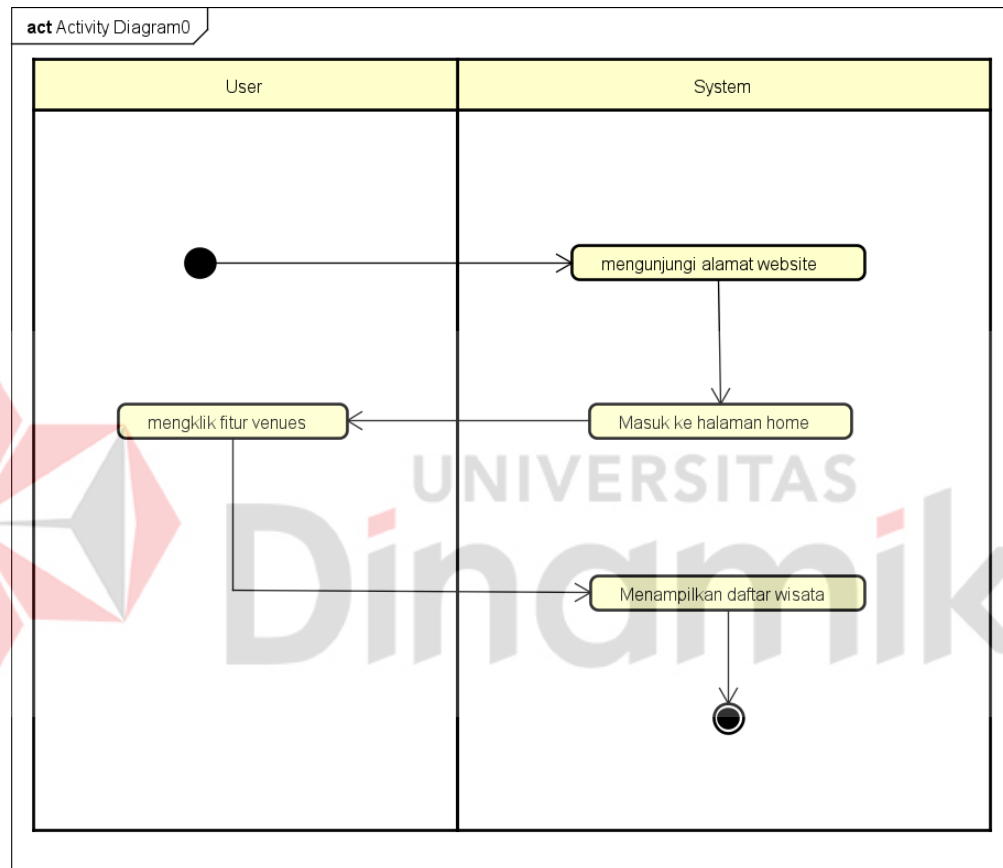 act Activity Diagram0
User
System
mengunjungi alamat website
mengklik fitur venues
Masuk ke halaman home
UNIVERSITAS
Dinamik
Menampilkan daftar wisata